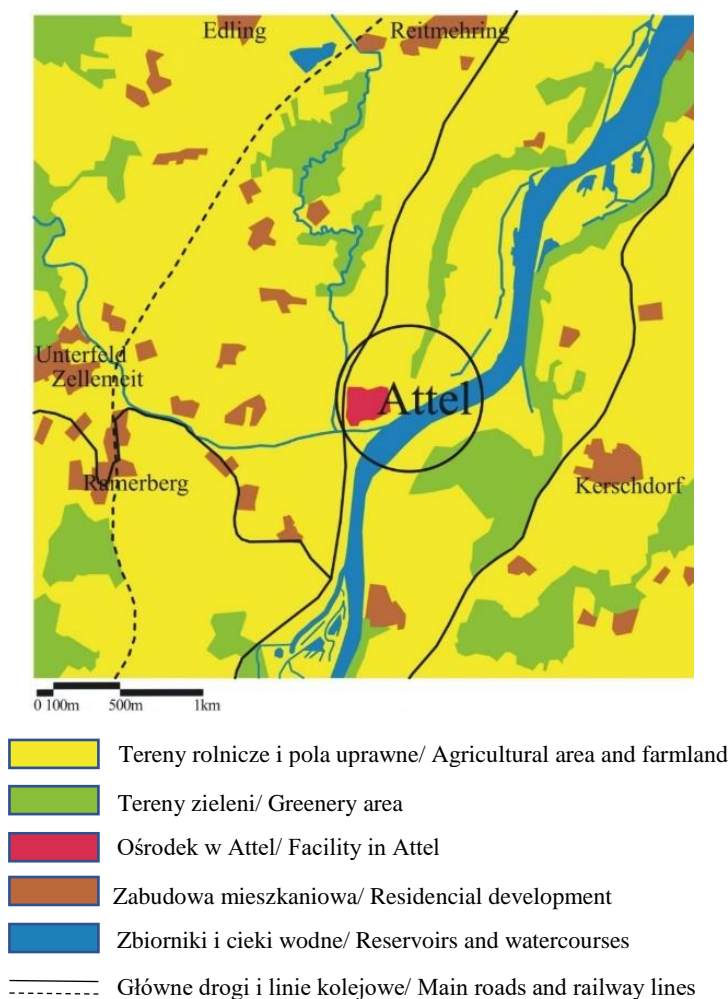 Edling
Reitmehring
Unterfeld
Zellemeit
Attel
Ramerberg
Kerschdorf
0 100m 500m 1km
Tereny rolnicze i pola uprawne/ Agricultural area and farmland
Tereny zieleni/ Greenery area
Ośrodek w Attel/ Facility in Attel
Zabudowa mieszkaniowa/ Residencial development
Zbiorniki i cieki wodne/ Reservoirs and watercourses
Główne drogi i linie kolejowe/ Main roads and railway lines